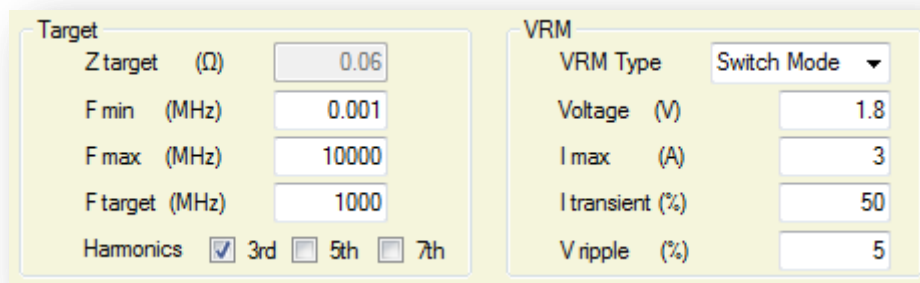 Target
Z target (Ω) 0.06
F min (MHz) 0.001
F max (MHz) 10000
F target (MHz) 1000
Harmonics 3rd 5th 7th
VRM
VRM Type Switch Mode
Voltage (V) 1.8
I max (A) 3
I transient (%) 50
V ripple (%) 5